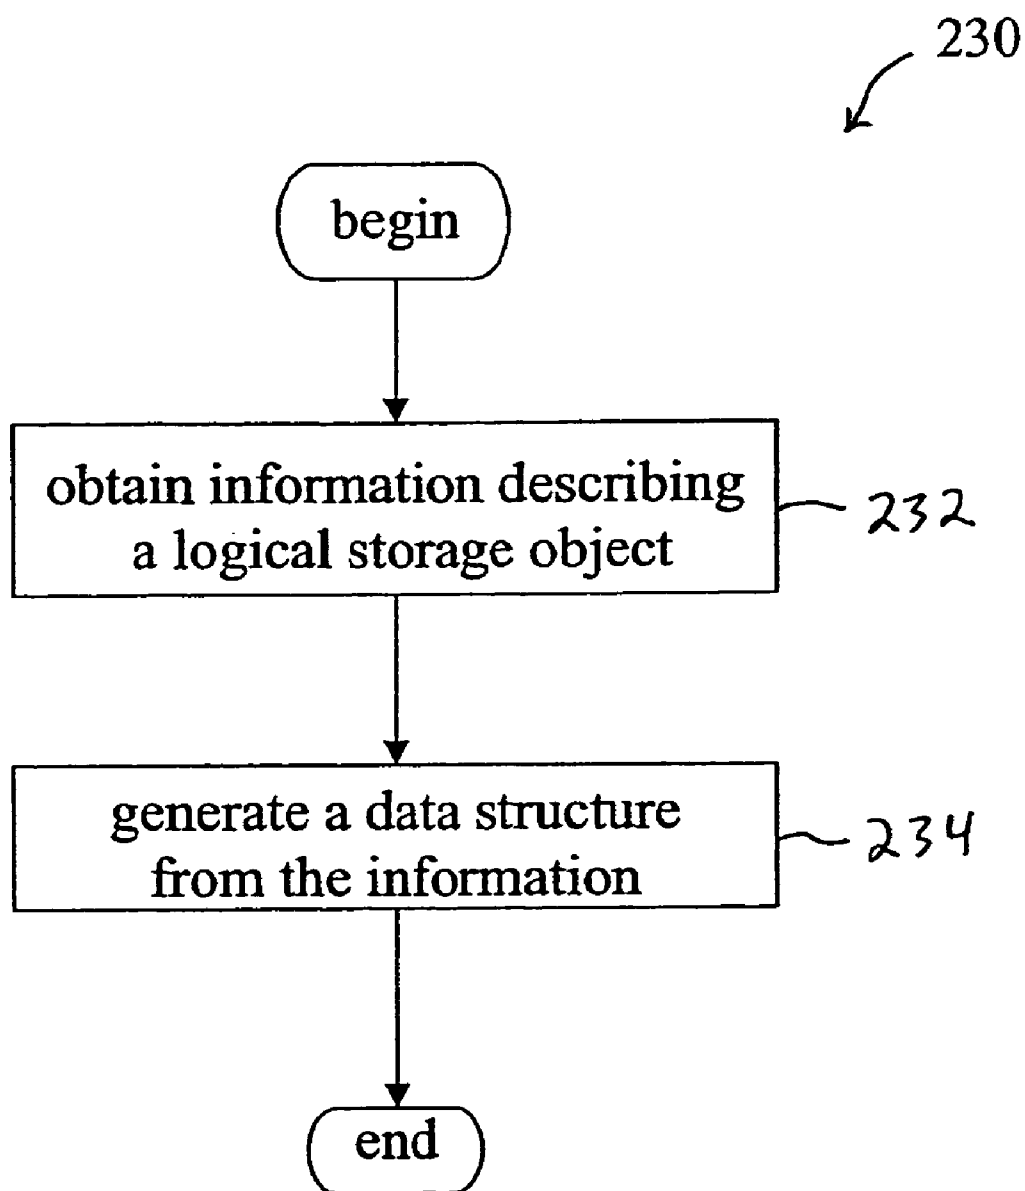 230
begin
obtain information describing
a logical storage object
232
generate a data structure
from the information
234
end